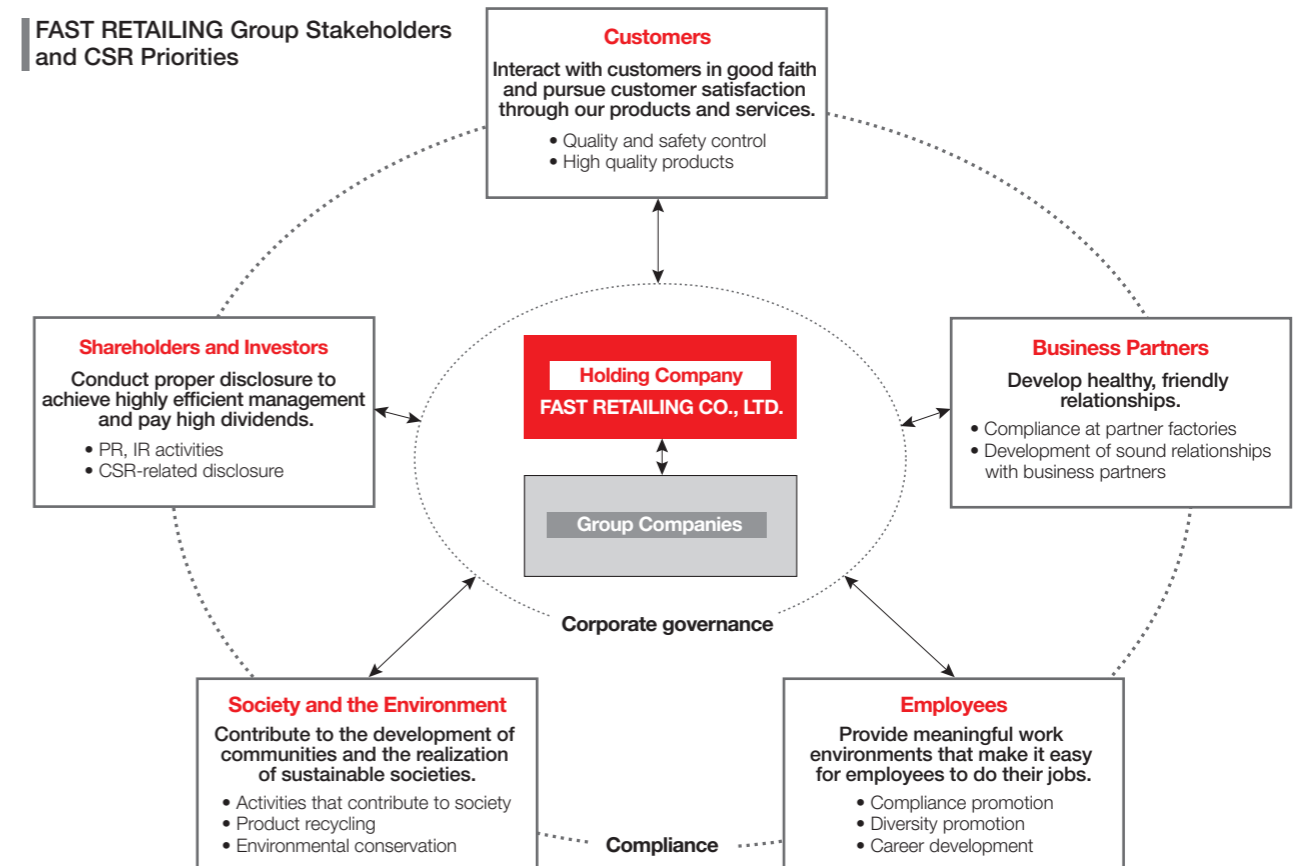 FAST RETAILING Group Stakeholders
and CSR Priorities
Customers
Interact with customers in good faith
and pursue customer satisfaction
through our products and services.
• Quality and safety control
• High quality products
Shareholders and Investors
Conduct proper disclosure to
achieve highly efficient management
and pay high dividends.
• PR, IR activities
• CSR-related disclosure
Holding Company
FAST RETAILING CO., LTD.
Group Companies
Corporate governance
Business Partners
Develop healthy, friendly
relationships.
• Compliance at partner factories
• Development of sound relationships
with business partners
Society and the Environment
Contribute to the development of
communities and the realization
of sustainable societies.
• Activities that contribute to society
• Product recycling
• Environmental conservation
Compliance
Employees
Provide meaningful work
environments that make it easy
for employees to do their jobs.
• Compliance promotion
• Diversity promotion
• Career development